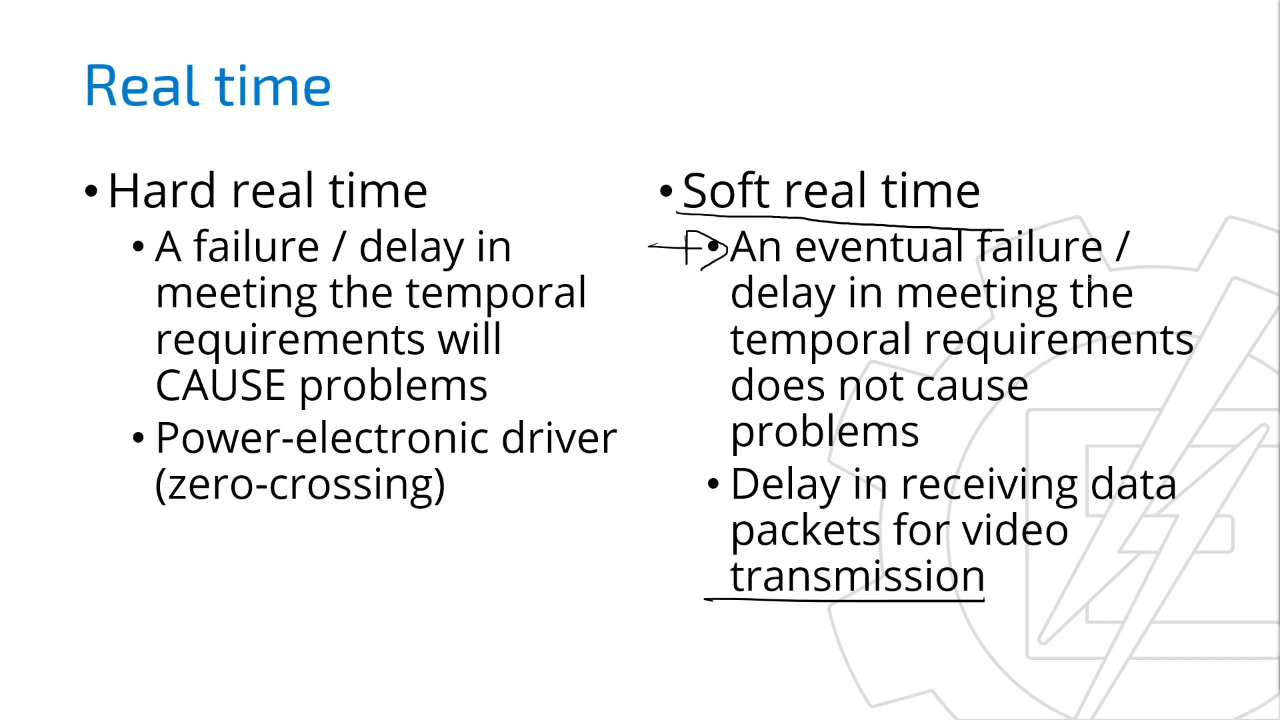 Real time
• Hard real time
• A failure / delay in
meeting the temporal
requirements will
CAUSE problems
• Power-electronic driver
(zero-crossing)
• Soft real time
• An eventual failure /
delay in meeting the
temporal requirements
does not cause
problems
• Delay in receiving data
packets for video
transmission